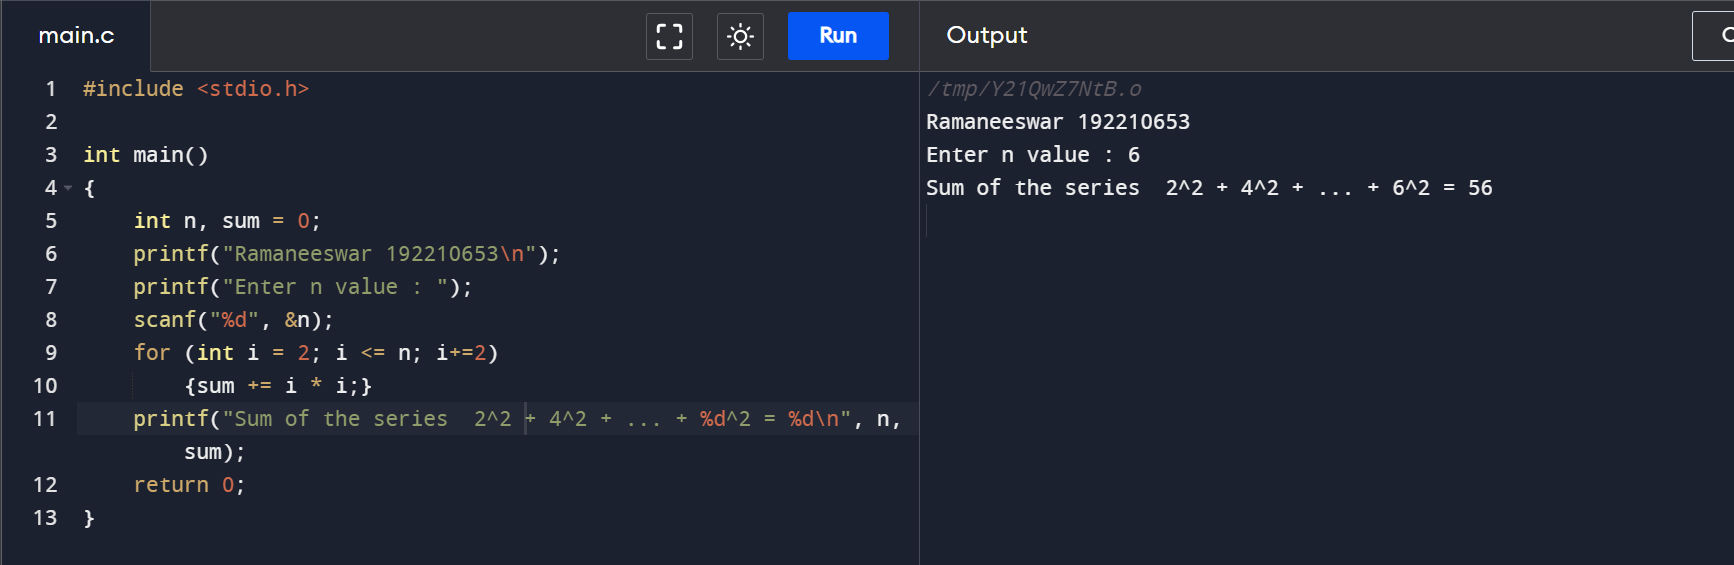 main.c
Run
Output
1 #include <stdio.h>
2
3 int main()
4 {
5 int n, sum = 0;
6 printf("Ramaneeswar 192210653\n");
7 printf("Enter n value : ");
8 scanf("%d", &n);
9 for (int i = 2; i <= n; i+=2)
10 {sum += i * i;}
11 printf("Sum of the series  2^2 + 4^2 + ... + %d^2 = %d\n", n,
sum);
12 return 0;
13 }
/tmp/Y21QwZ7NtB.o
Ramaneeswar 192210653
Enter n value : 6
Sum of the series  2^2 + 4^2 + ... + 6^2 = 56